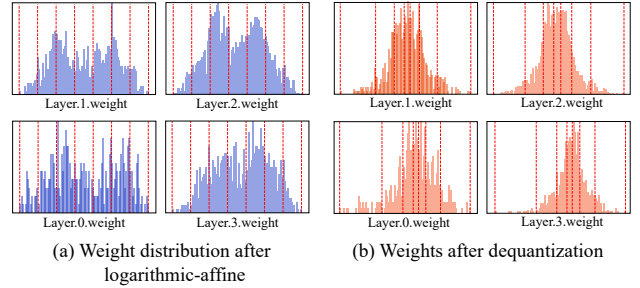 Layer.1.weight
Layer.2.weight
Layer.0.weight
Layer.3.weight
(a) Weight distribution after
logarithmic-affine
Layer.1.weight
Layer.2.weight
Layer.0.weight
Layer.3.weight
(b) Weights after dequantization